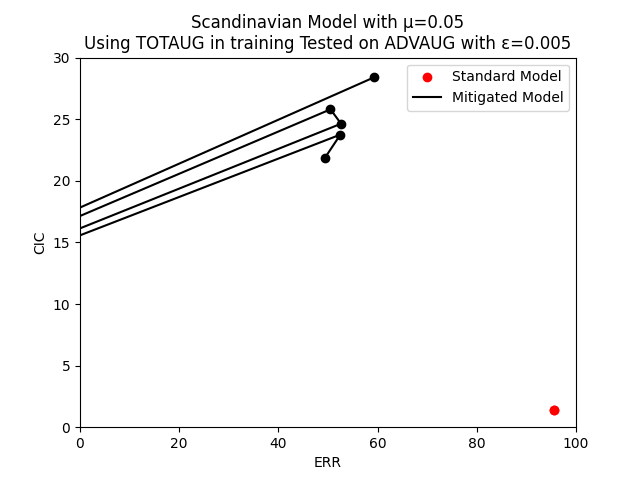 Scandinavian Model with μ=0.05
Using TOTAUG in training Tested on ADVAUG with ε=0.005
Standard Model
Mitigated Model
30
25
20
15
10
5
0
CIC
0 20 40 60 80 100
ERR